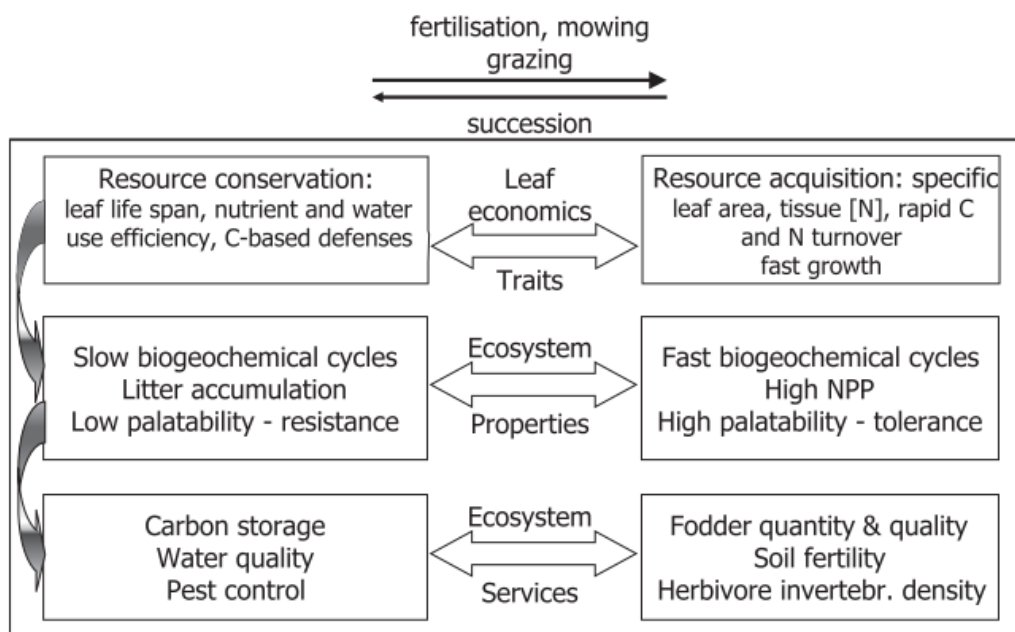 fertilisation, mowing
grazing
succession
Resource conservation:
leaf life span, nutrient and water
use efficiency, C-based defenses
Leaf
economics
Traits
Resource acquisition: specific
leaf area, tissue [N], rapid C
and N turnover
fast growth
Slow biogeochemical cycles
Litter accumulation
Low palatability - resistance
Ecosystem
Properties
Fast biogeochemical cycles
High NPP
High palatability - tolerance
Carbon storage
Water quality
Pest control
Ecosystem
Services
Fodder quantity & quality
Soil fertility
Herbivore invertebr. density